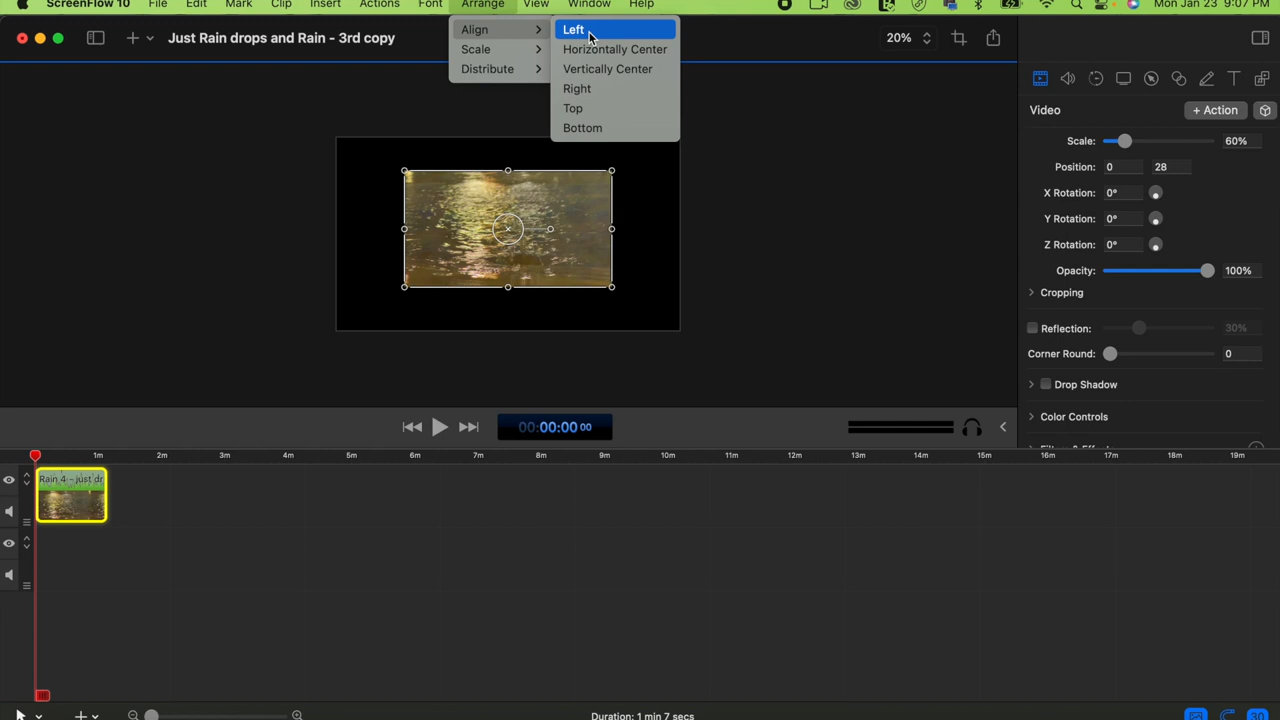 ScreenFlow 10 File Edit Mark Clip Insert Actions Font Arrange View Window Help Mon Jan 23 9:07 PM
Just Rain drops and Rain - 3rd copy
20%
Align
Scale
Distribute
Left
Horizontally Center
Vertically Center
Right
Top
Bottom
Video
+ Action
Scale: 60%
Position: 0 28
X Rotation: 0°
Y Rotation: 0°
Z Rotation: 0°
Opacity: 100%
Cropping
Reflection: 30%
Corner Round: 0
Drop Shadow
Color Controls
00:00:00 00
1m 2m 3m 4m 5m 6m 7m 8m 9m 10m 11m 12m 13m 14m 15m 16m 17m 18m 19m
Rain 4 - just dr
Duration: 1 min 7 secs
30